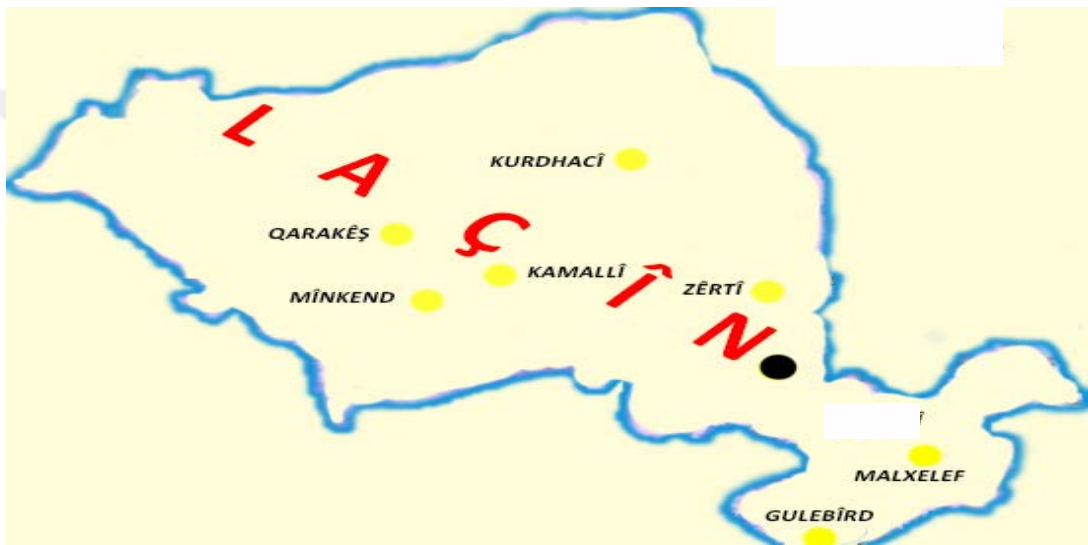 LAÇÎN
KURDHACÎ
QARAKÊŞ
KAMALLÎ
MÎNKEND
ZÊRTÎ
MALXELEF
GULEBÎRD